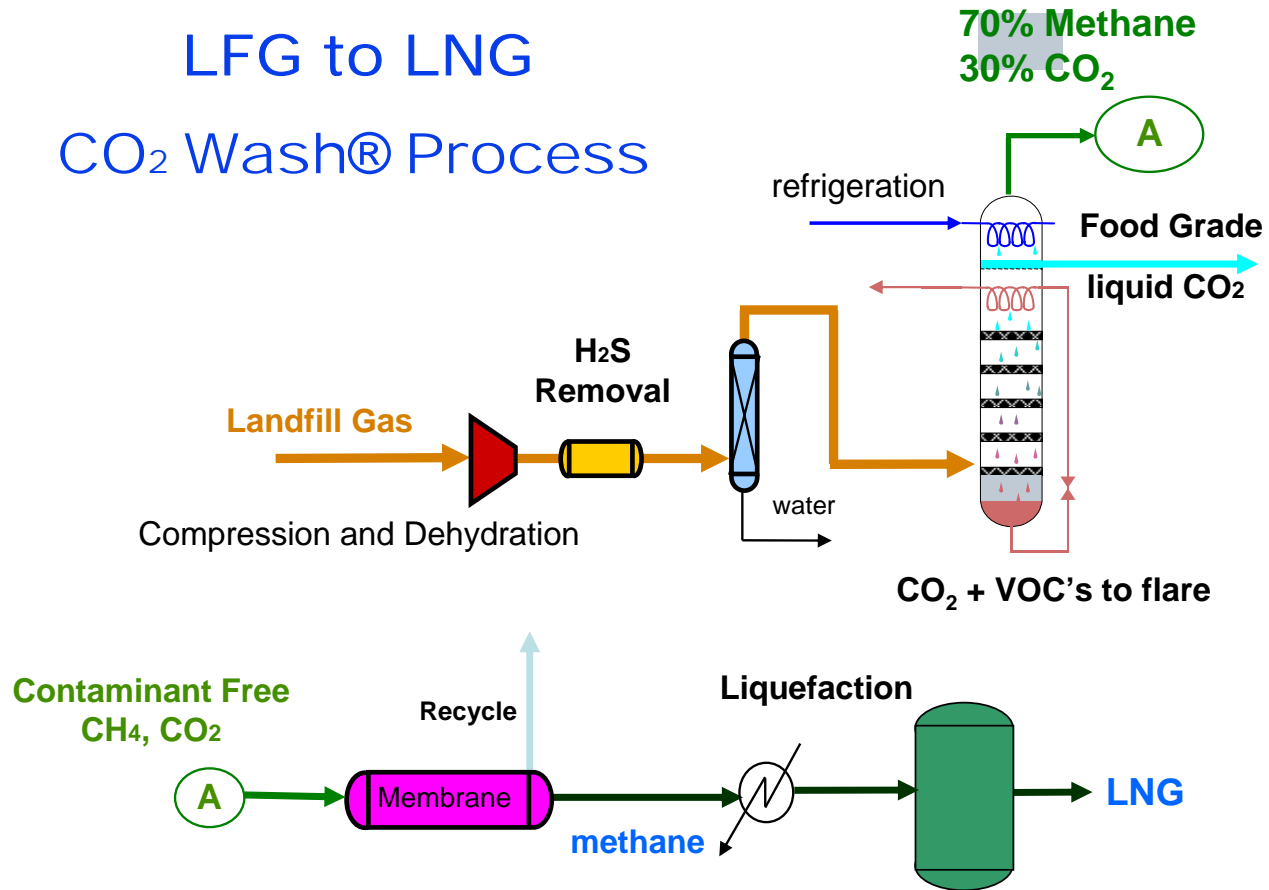 LFG to LNG
CO₂ Wash® Process
70% Methane
30% CO₂
A
refrigeration
Food Grade
liquid CO₂
H₂S
Removal
Landfill Gas
water
Compression and Dehydration
CO₂ + VOC's to flare
Contaminant Free
CH₄, CO₂
Recycle
Liquefaction
A
Membrane
methane
LNG